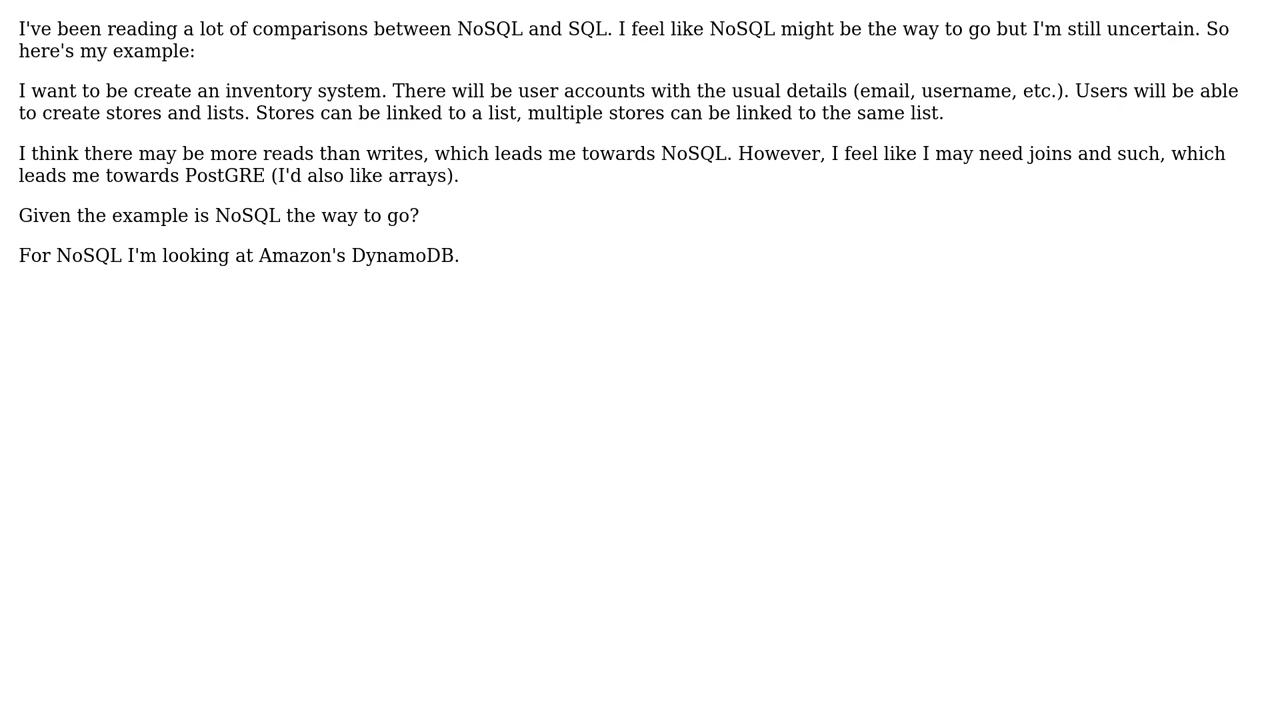 I've been reading a lot of comparisons between NoSQL and SQL. I feel like NoSQL might be the way to go but I'm still uncertain. So
here's my example:
I want to be create an inventory system. There will be user accounts with the usual details (email, username, etc.). Users will be able
to create stores and lists. Stores can be linked to a list, multiple stores can be linked to the same list.
I think there may be more reads than writes, which leads me towards NoSQL. However, I feel like I may need joins and such, which
leads me towards PostGRE (I'd also like arrays).
Given the example is NoSQL the way to go?
For NoSQL I'm looking at Amazon's DynamoDB.